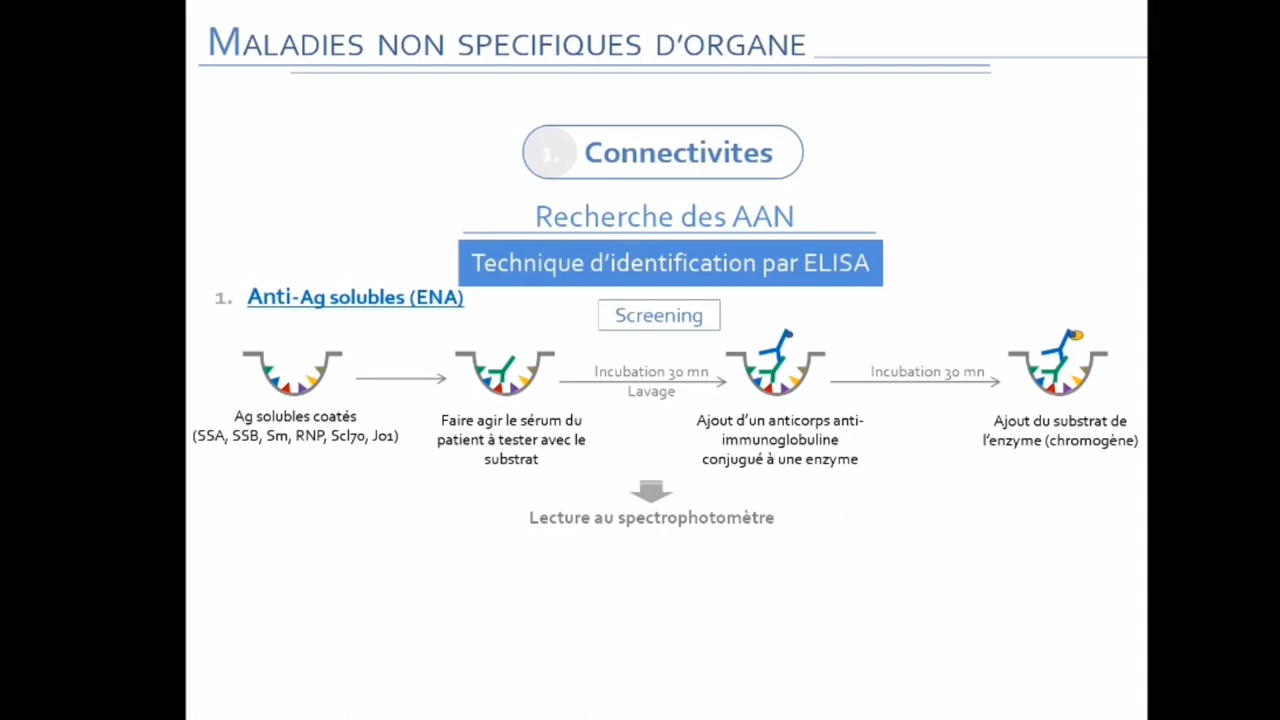 MALADIES NON SPECIFIQUES D'ORGANE
1. Connectivites
Recherche des AAN
Technique d'identification par ELISA
1. Anti-Ag solubles (ENA)
Screening
Incubation 30 mn
Lavage
Incubation 30 mn
Ag solubles coatés
(SSA, SSB, Sm, RNP, Scl70, Jo1)
Faire agir le sérum du
patient à tester avec le
substrat
Ajout d'un anticorps anti-
immunoglobuline
conjugué à une enzyme
Ajout du substrat de
l'enzyme (chromogène)
Lecture au spectrophotomètre